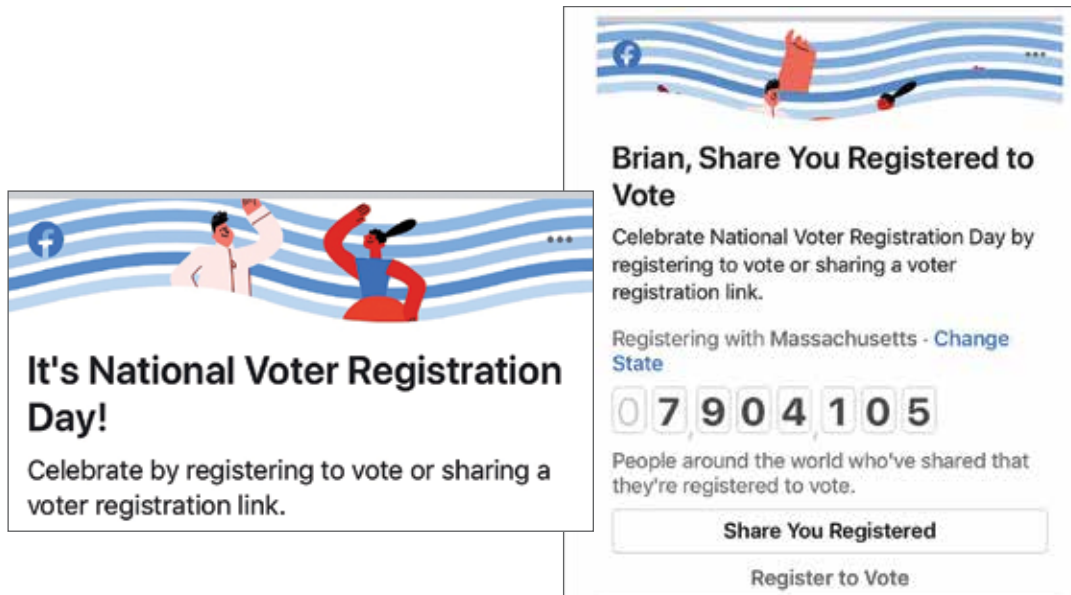 It's National Voter Registration
Day!
Celebrate by registering to vote or sharing a
voter registration link.
Brian, Share You Registered to
Vote
Celebrate National Voter Registration Day by
registering to vote or sharing a voter
registration link.
Registering with Massachusetts - Change
State
07,904,105
People around the world who've shared that
they're registered to vote.
Share You Registered
Register to Vote